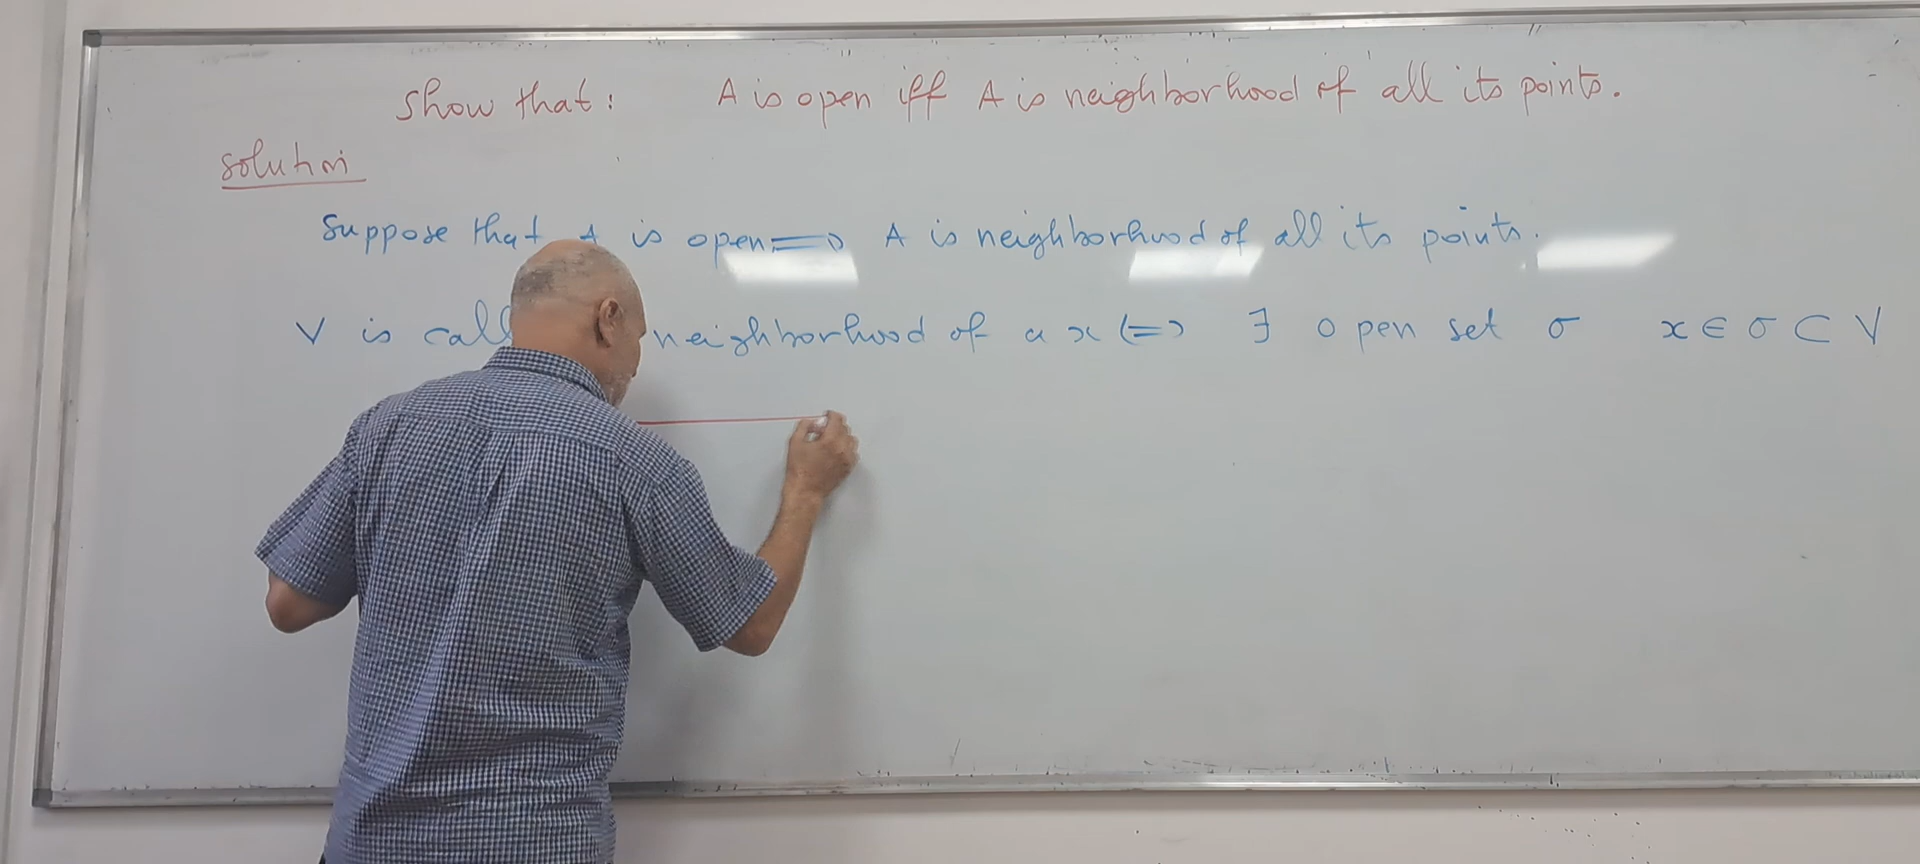 Show that: A is open iff A is neighborhood of all its points.
Solution
Suppose that A is open => A is neighborhood of all its points.
V is call neighborhood of a x <=> ∃ open set σ x ∈ σ ⊂ V